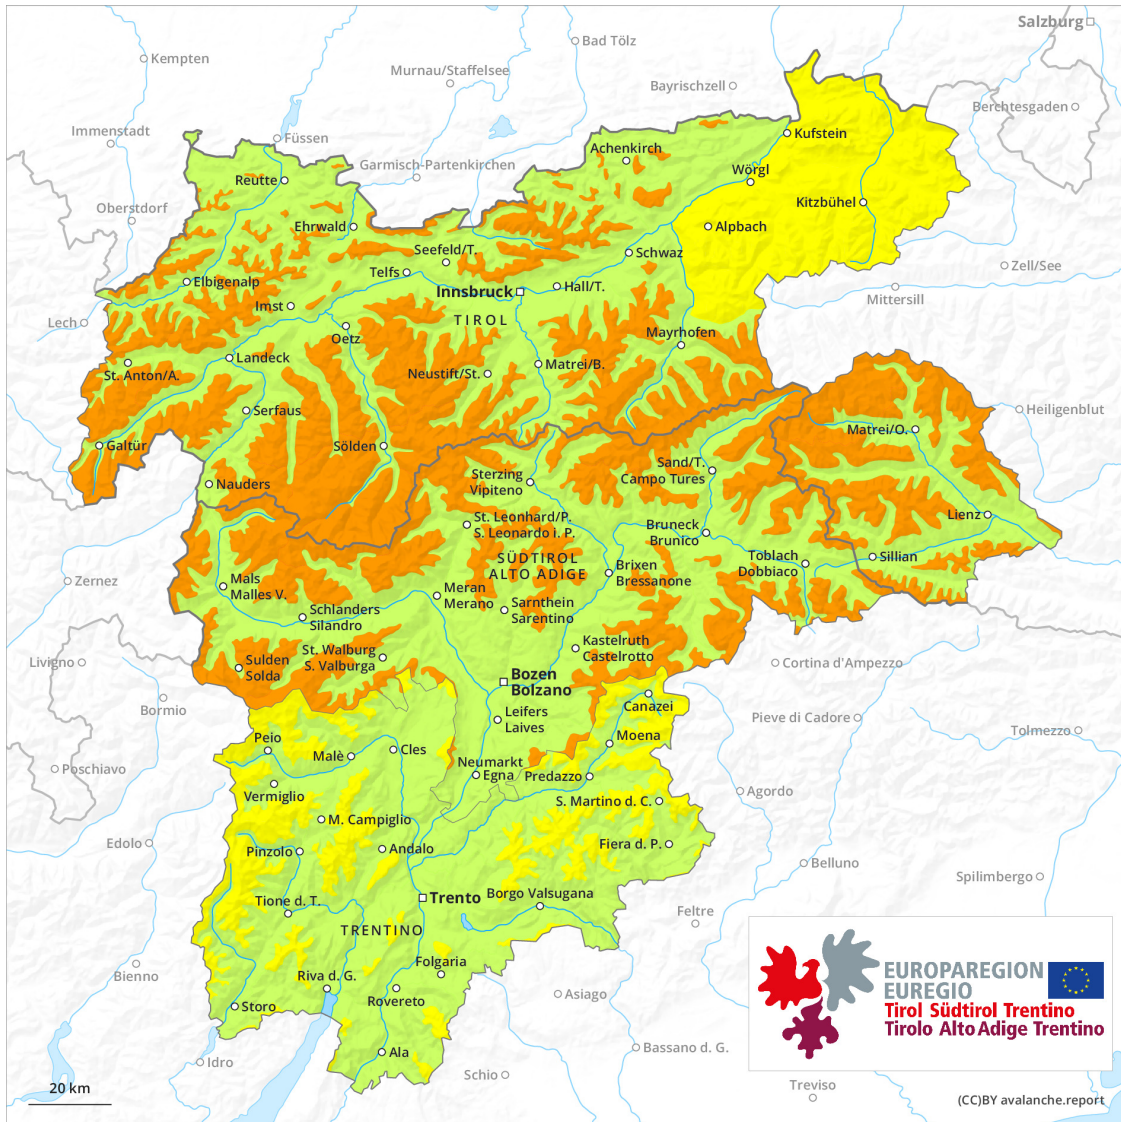 Salzburg
Bad Tölz
Kempten
Murnau/Staffelsee
Bayrischzell
Berchtesgaden
Immenstadt
Füssen
Kufstein
Achenkirch
Garmisch-Partenkirchen
Wörgl
Reutte
Oberstdorf
Kitzbühel
Ehrwald
Alpbach
Seefeld/T.
Schwaz
Telfs
Zell/See
Elbigenalp
Hall/T.
Innsbruck
Mittersill
Imst
TIROL
Lech
Oetz
Mayrhofen
Landeck
Matrei/B.
St. Anton/A.
Neustift/St.
Serfaus
Heiligenblut
Matrei/O.
Galtür
Sölden
Sand/T.
Campo Tures
Sterzing
Vipiteno
Nauders
St. Leonhard/P.
S. Leonardo i. P.
Lienz
Bruneck
Brunico
SÜDTIROL
ALTO ADIGE
Toblach
Dobbiaco
Sillian
Brixen
Bressanone
Zernez
Mals
Malles V.
Meran
Merano
Sarnthein
Sarentino
Schlanders
Silandro
Kastelruth
Castelrotto
St. Walburg
S. Valburga
Livigno
Sulden
Solda
Cortina d'Ampezzo
Bozen
Bolzano
Bormio
Canazei
Leifers
Laives
Pieve di Cadore
Tolmezzo
Peio
Moena
Cles
Malè
Neumarkt
Egna
Predazzo
Poschiavo
Vermiglio
Agordo
S. Martino d. C.
M. Campiglio
Edolo
Pinzolo
Andalo
Fiera d. P.
Belluno
Spilimbergo
Trento
Borgo Valsugana
Tione d. T.
Feltre
TRENTINO
Folgaria
Bienno
Riva d. G.
Rovereto
Asiago
Storo
EUROPAREGION
EUREGIO
Tirol Südtirol Trentino
Tirolo Alto Adige Trentino
Ala
Bassano d. G.
Idro
Schio
20 km
Treviso
(CC)BY avalanche.report